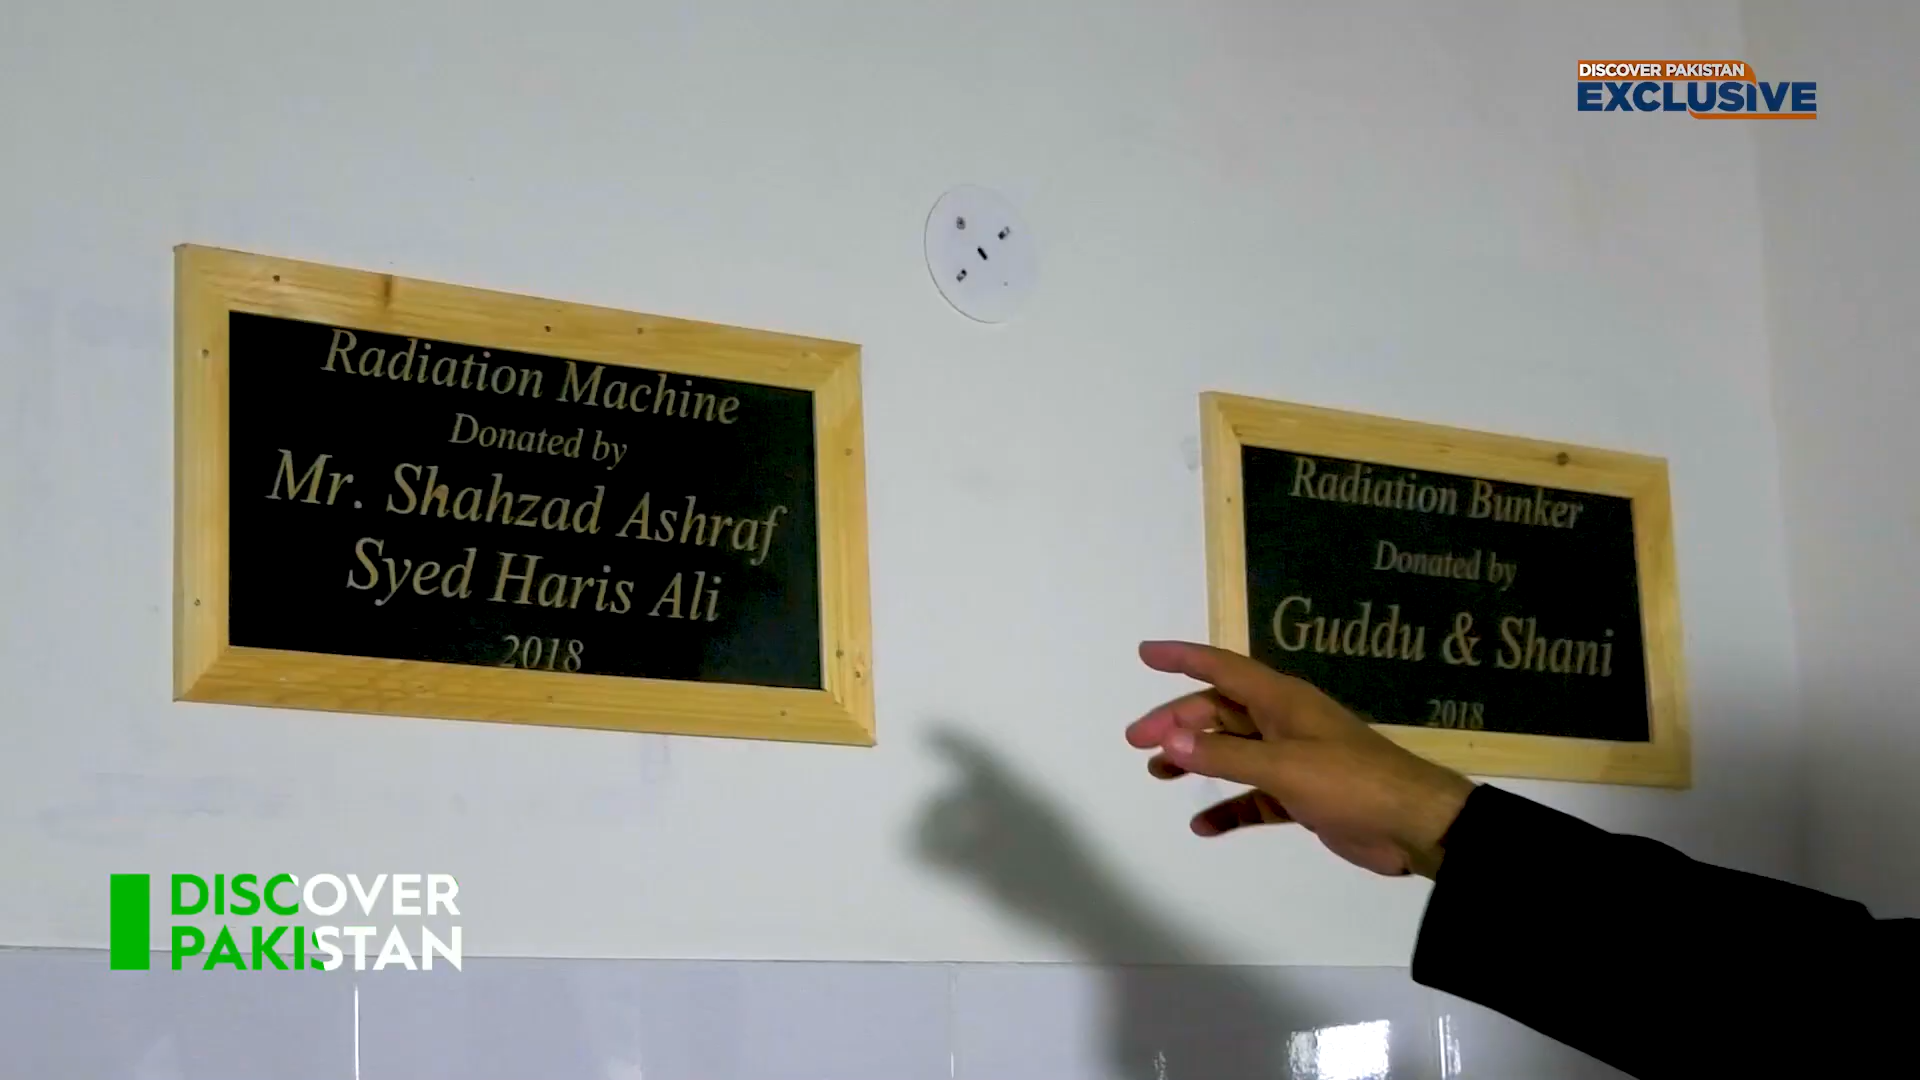 DISCOVER PAKISTAN
EXCLUSIVE
Radiation Machine
Donated by
Mr. Shahzad Ashraf
Syed Haris Ali
2018
Radiation Bunker
Donated by
Guddu & Shani
2018
DISCOVER
PAKISTAN